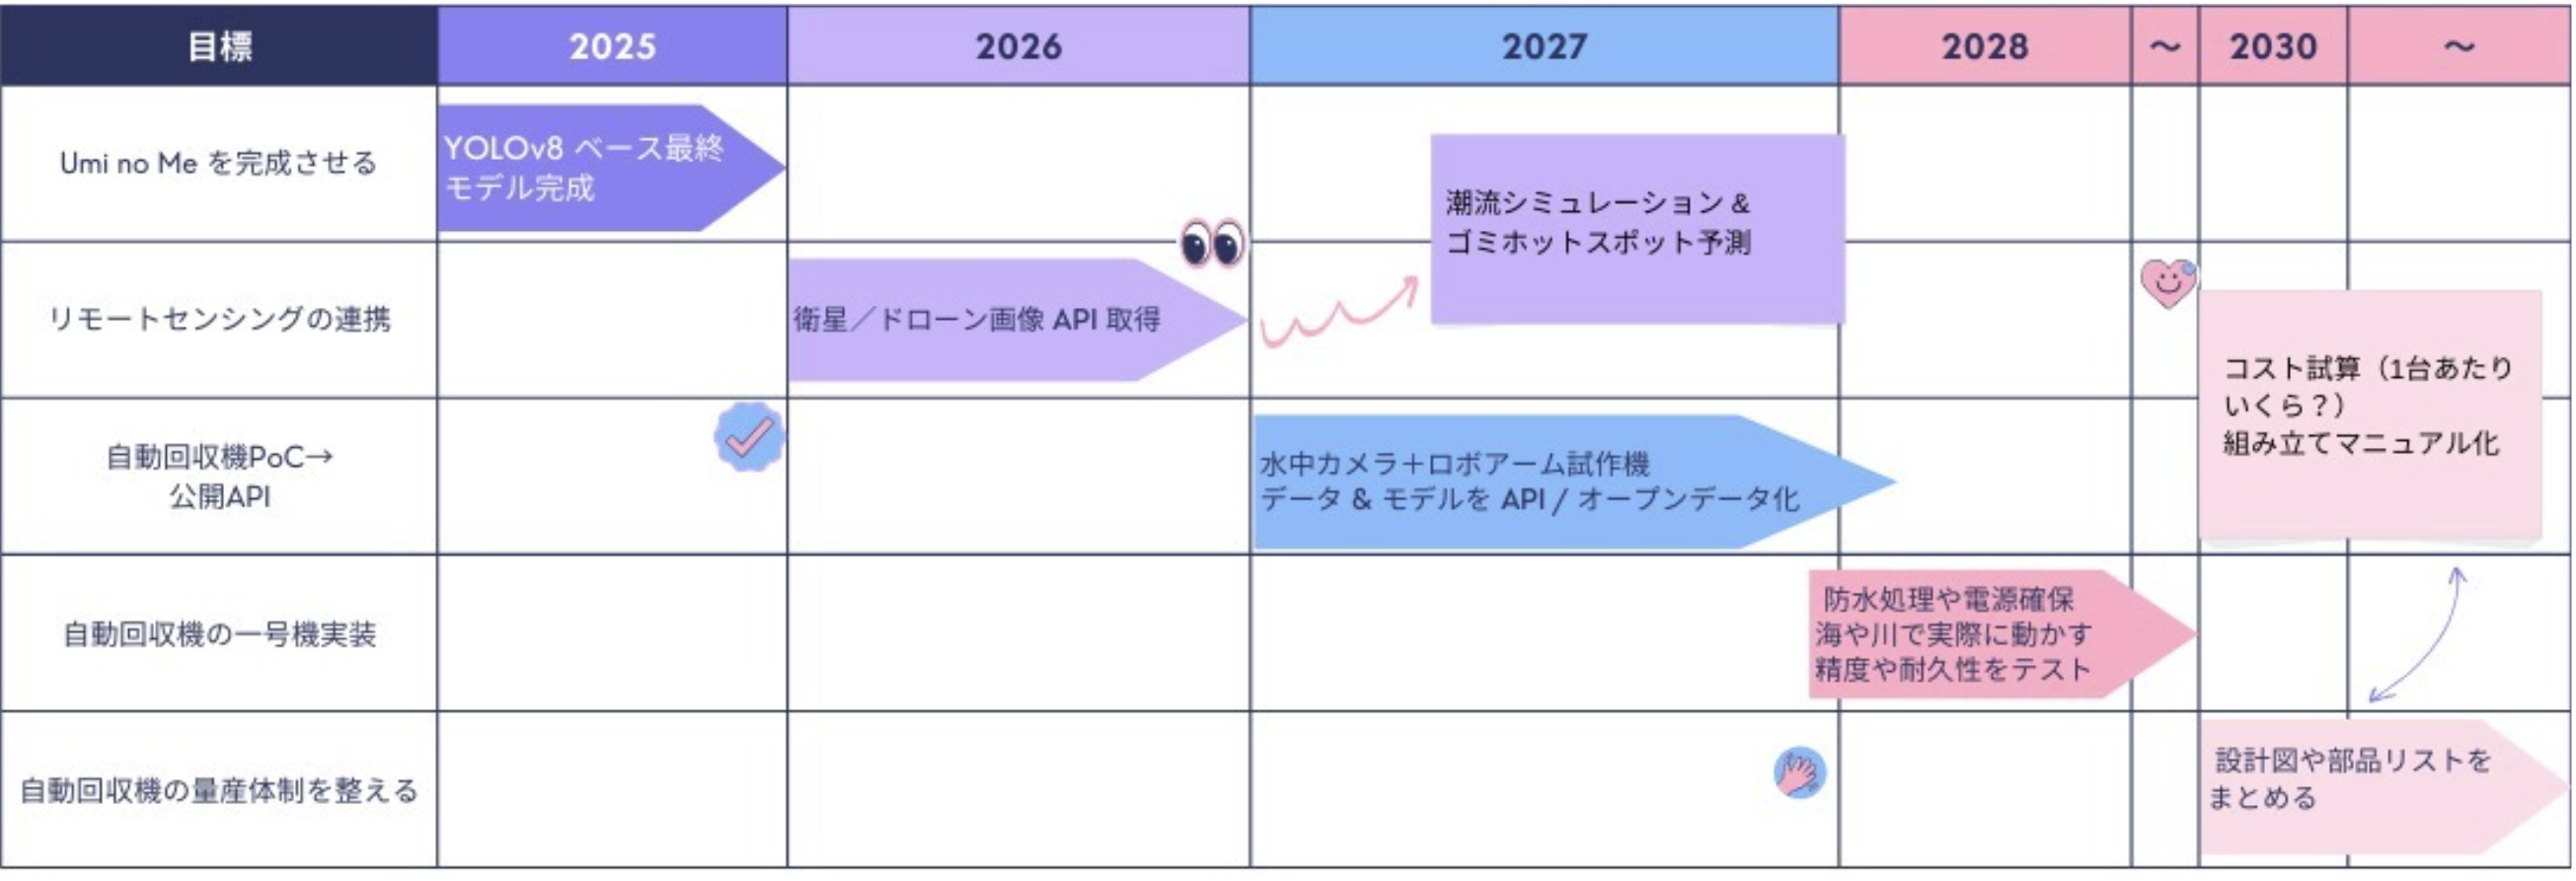 目標
2025
2026
2027
2028
～
2030
～
Umi no Me を完成させる
YOLOv8 ベース最終
モデル完成
潮流シミュレーション &
ゴミホットスポット予測
リモートセンシングの連携
衛星／ドローン画像 API 取得
コスト試算（1台あたり
いくら？）
組み立てマニュアル化
自動回収機PoC→
公開API
水中カメラ＋ロボアーム試作機
データ & モデルを API / オープンデータ化
自動回収機の一号機実装
防水処理や電源確保
海や川で実際に動かす
精度や耐久性をテスト
自動回収機の量産体制を整える
設計図や部品リストを
まとめる